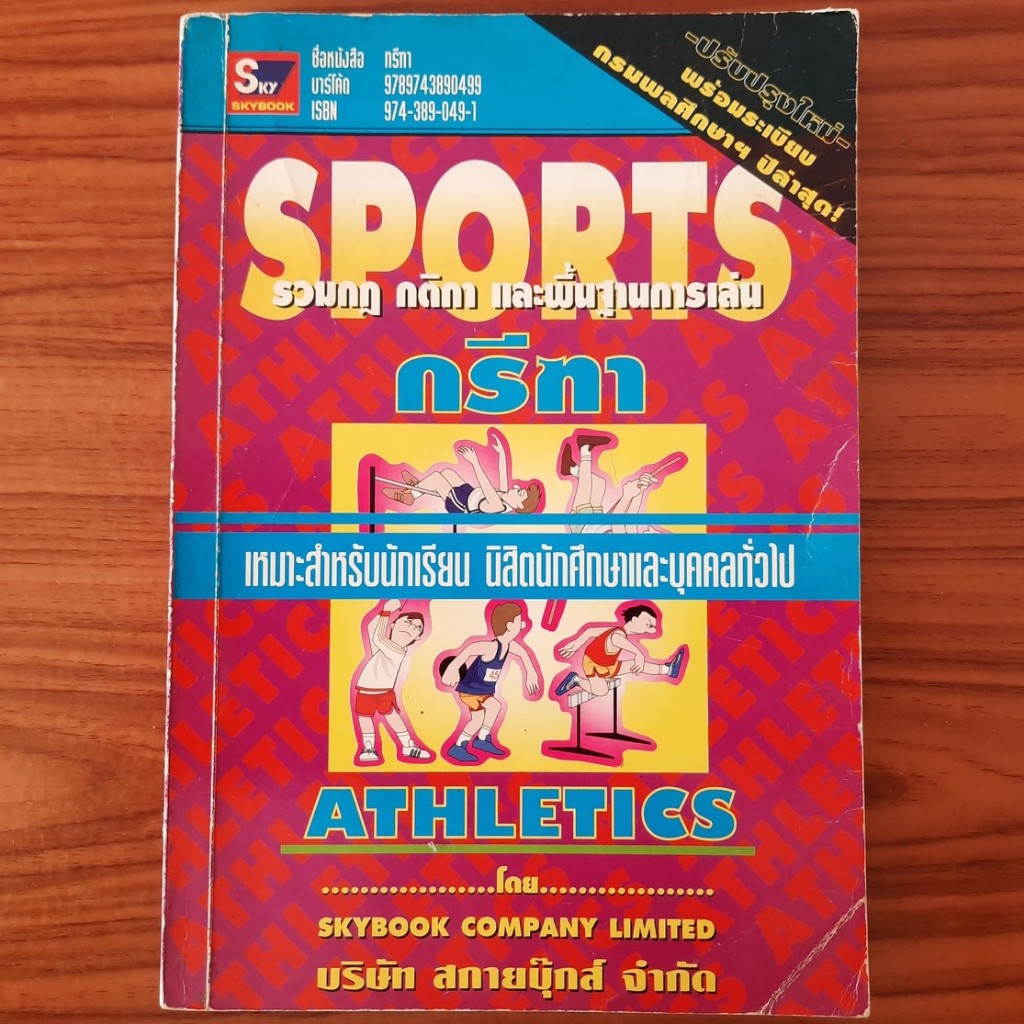 SKY
SKYBOOK
ชื่อหนังสือ กรีฑา
บาร์โค้ด 9789743890499
ISBN 974-389-049-1
-ปรับปรุงใหม่-
พร้อมระเบียบ
กรมพลศึกษาฯ ปีล่าสุด!
SPORTS
รวมกฎ กติกา และพื้นฐานการเล่น
กรีฑา
เหมาะสำหรับนักเรียน นิสิตนักศึกษาและบุคคลทั่วไป
ATHLETICS
...................โดย...................
SKYBOOK COMPANY LIMITED
บริษัท สกายบุ๊กส์ จำกัด